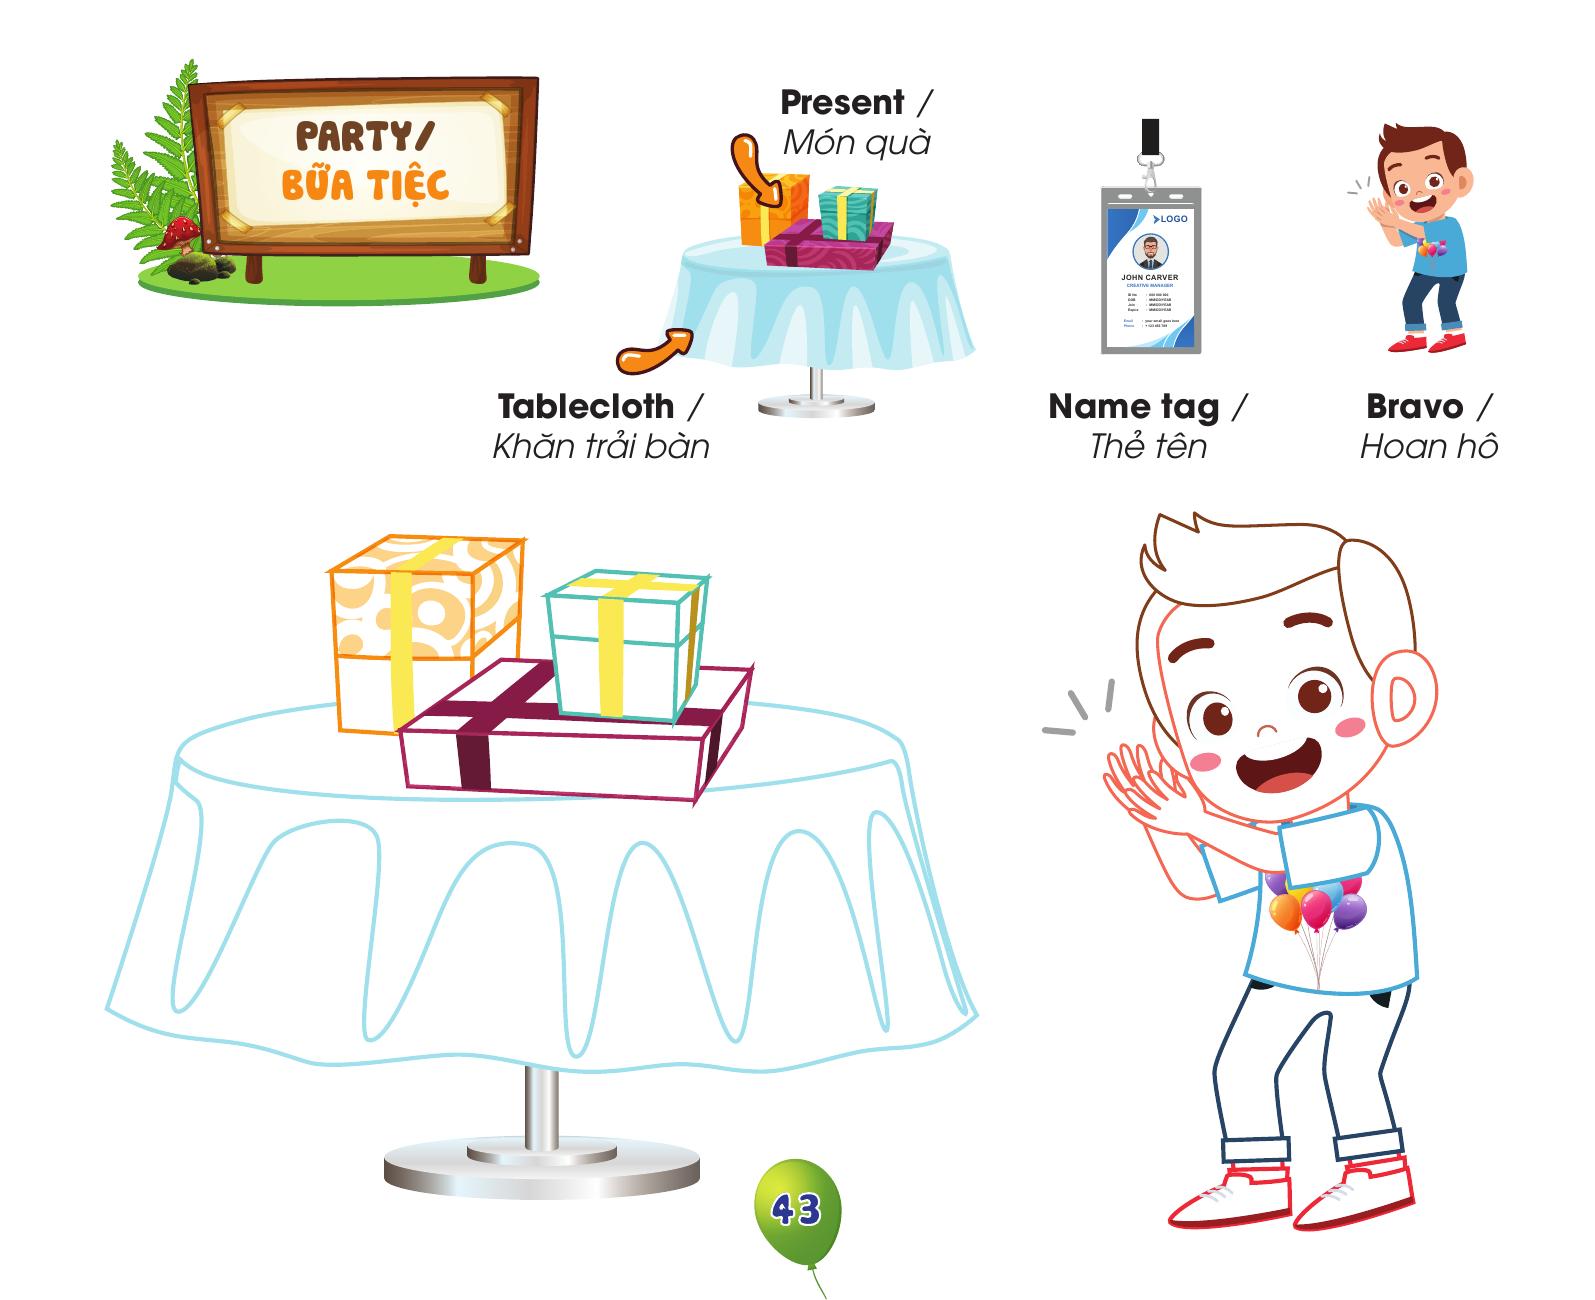 PARTY/
BỮA TIỆC
Present /
Món quà
LOGO
JOHN CARVER
CREATIVE MANAGER
Tablecloth /
Khăn trải bàn
Name tag /
Thẻ tên
Bravo /
Hoan hô
43